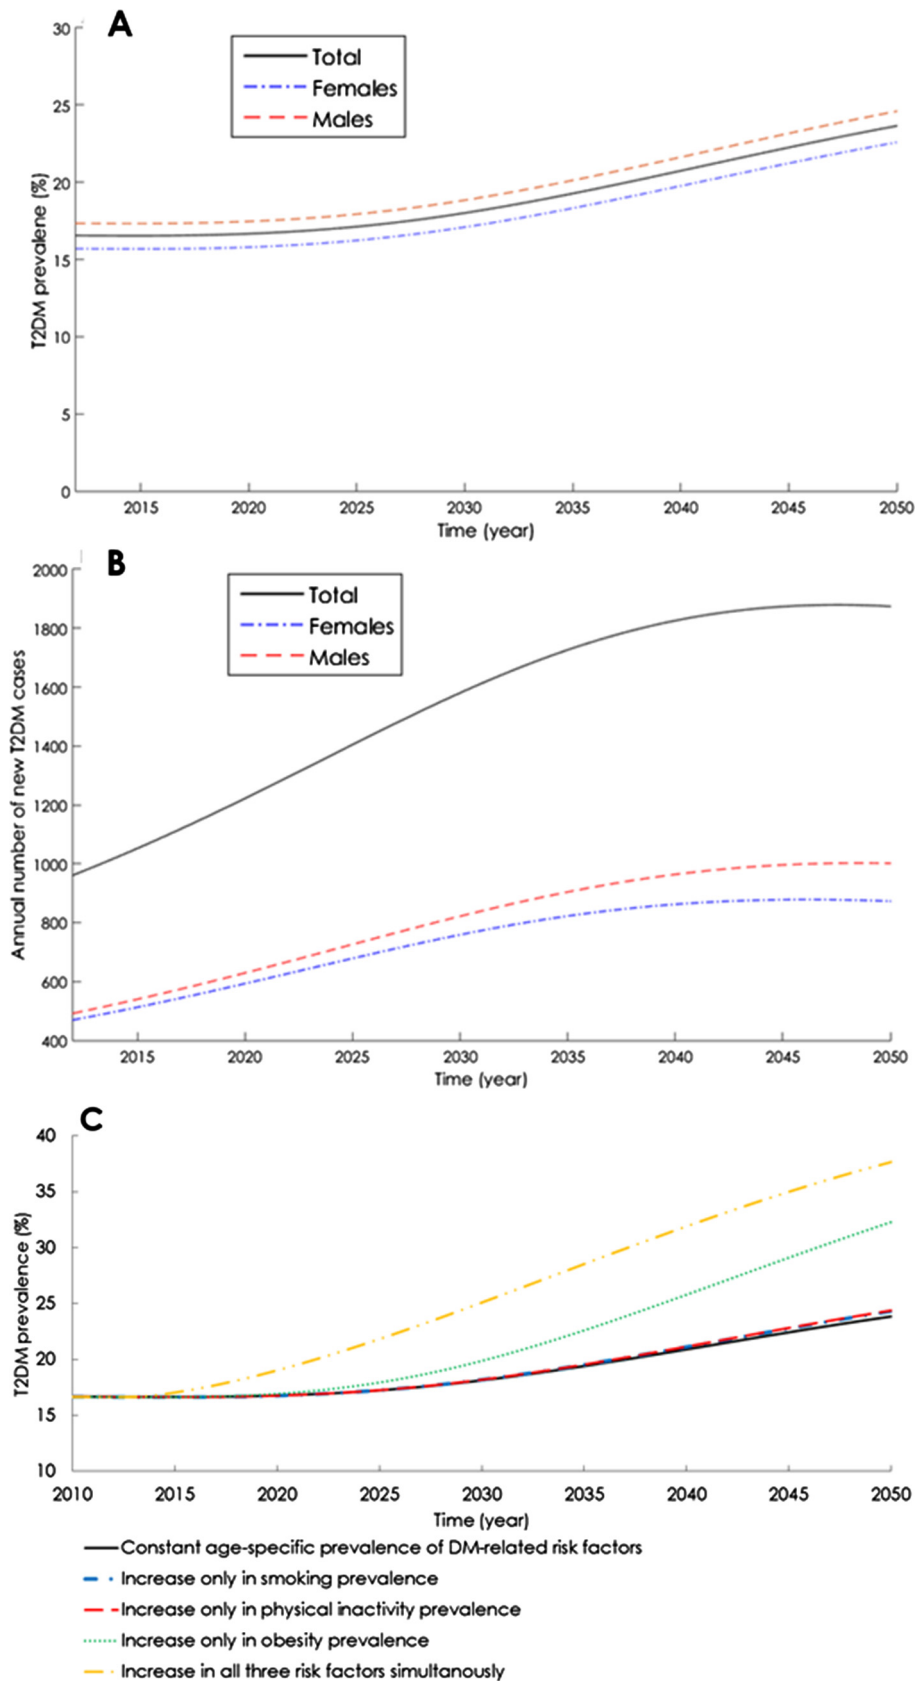 A
30
25
20
15
10
5
0
T2DM prevalene (%)
Total
Females
Males
2015 2020 2025 2030 2035 2040 2045 2050
Time (year)
B
2000
1800
1600
1400
1200
1000
800
600
400
Annual number of new T2DM cases
Total
Females
Males
2015 2020 2025 2030 2035 2040 2045 2050
Time (year)
C
40
35
30
25
20
15
10
T2DM prevalence (%)
2010 2015 2020 2025 2030 2035 2040 2045 2050
Time (year)
Constant age-specific prevalence of DM-related risk factors
Increase only in smoking prevalence
Increase only in physical inactivity prevalence
Increase only in obesity prevalence
Increase in all three risk factors simultanously